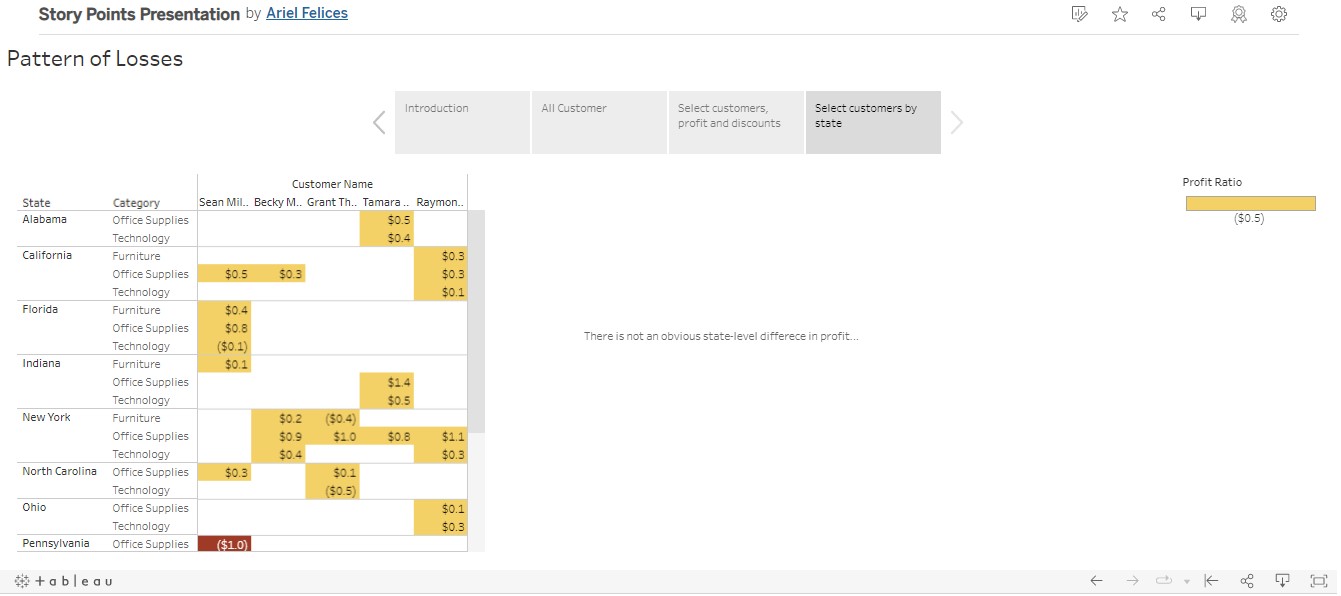 Story Points Presentation by Ariel Felices
Pattern of Losses
Introduction
All Customer
Select customers,
profit and discounts
Select customers by
state
Customer Name
State Category Sean Mil.. Becky M.. Grant Th.. Tamara .. Raymon..
Alabama Office Supplies $0.5
Technology $0.4
California Furniture $0.3
Office Supplies $0.5 $0.3 $0.3
Technology $0.1
Florida Furniture $0.4
Office Supplies $0.8
Technology ($0.1)
Indiana Furniture $0.1
Office Supplies $1.4
Technology $0.5
New York Furniture $0.2 ($0.4)
Office Supplies $0.9 $1.0 $0.8 $1.1
Technology $0.4 $0.3
North Carolina Office Supplies $0.3 $0.1
Technology ($0.5)
Ohio Office Supplies $0.1
Technology $0.3
Pennsylvania Office Supplies ($1.0)
There is not an obvious state-level differece in profit...
Profit Ratio
($0.5)
+ a b l e a u